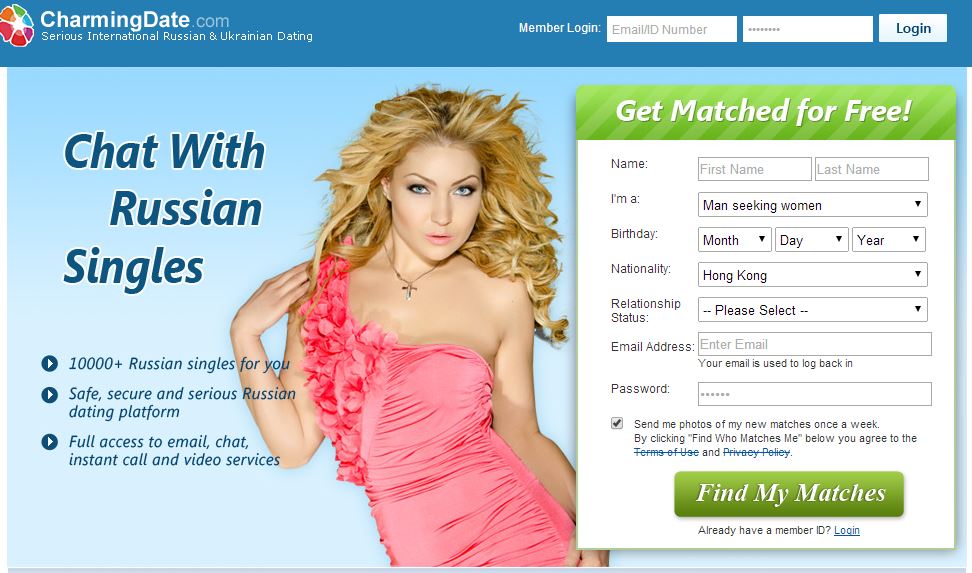 CharmingDate.com
Serious International Russian & Ukrainian Dating
Member Login: Email/ID Number •••••••• Login
Chat With
Russian
Singles
10000+ Russian singles for you
Safe, secure and serious Russian
dating platform
Full access to email, chat,
instant call and video services
Get Matched for Free!
Name: First Name Last Name
I'm a: Man seeking women
Birthday: Month Day Year
Nationality: Hong Kong
Relationship
Status: -- Please Select --
Email Address: Enter Email
Your email is used to log back in
Password: ••••••
Send me photos of my new matches once a week.
By clicking "Find Who Matches Me" below you agree to the
Terms of Use and Privacy Policy.
Find My Matches
Already have a member ID? Login